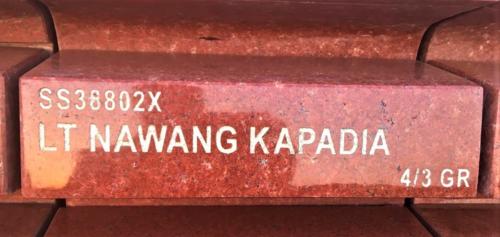 SS38802X
LT NAWANG KAPADIA
4/3 GR